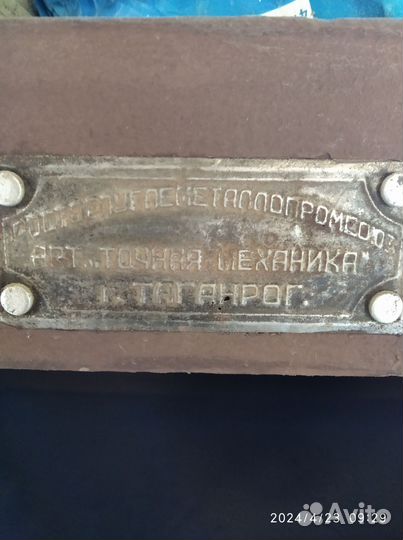 АРТ. „ТОЧНАЯ МЕХАНИКА"
Г. ТАГАНРОГ.
2024/4/23 09:29
Avito